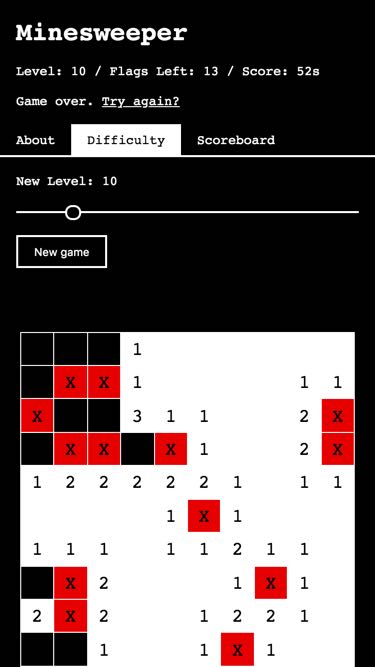 Minesweeper
Level: 10 / Flags Left: 13 / Score: 52s
Game over. Try again?
About Difficulty Scoreboard
New Level: 10
New game
1
X X 1 1 1
X 3 1 1 2 X
X X X 1 2 X
1 2 2 2 2 2 1 1 1
1 X 1
1 1 1 1 1 2 1 1
X 2 1 X 1
2 X 2 1 2 2 1
1 1 X 1